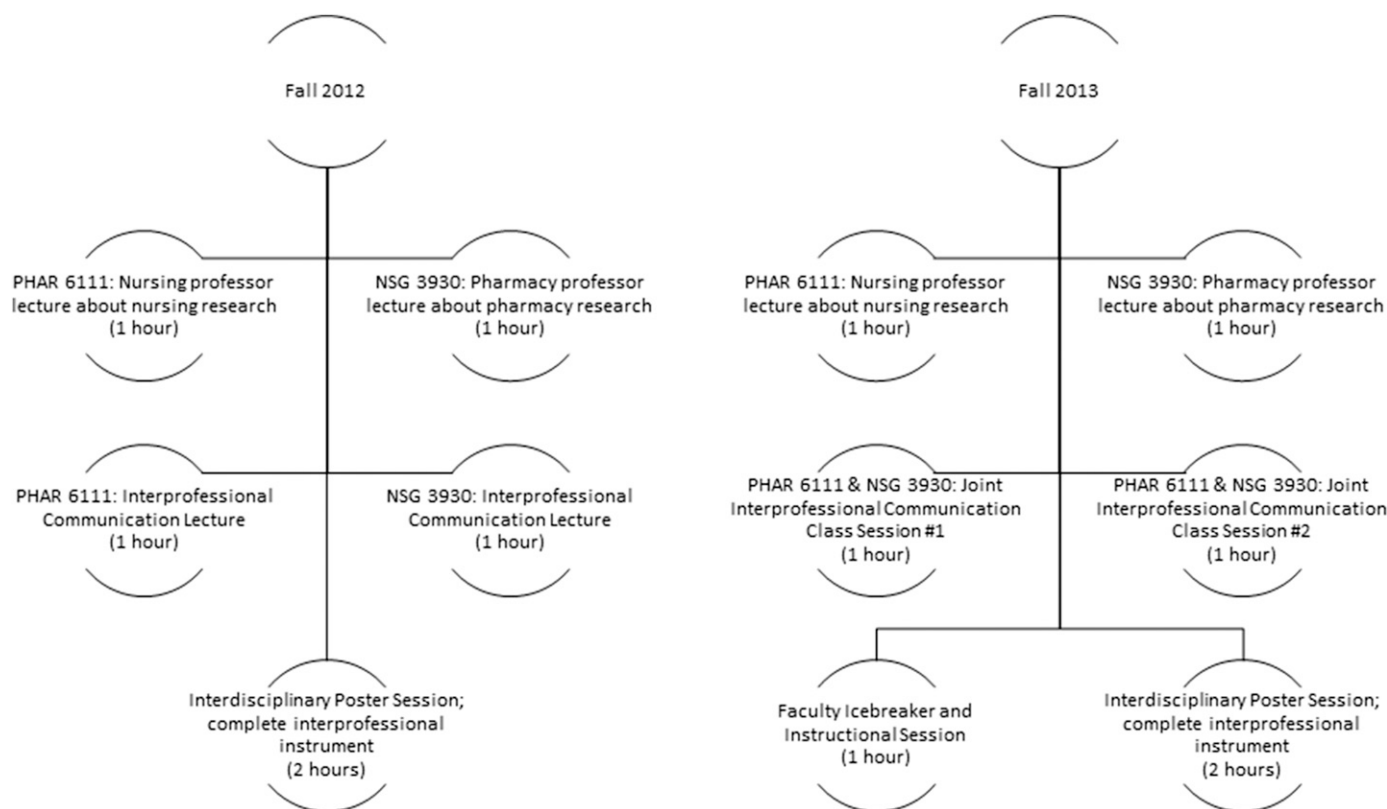 Fall 2012
PHAR 6111: Nursing professor
lecture about nursing research
(1 hour)
NSG 3930: Pharmacy professor
lecture about pharmacy research
(1 hour)
PHAR 6111: Interprofessional
Communication Lecture
(1 hour)
NSG 3930: Interprofessional
Communication Lecture
(1 hour)
Interdisciplinary Poster Session;
complete interprofessional
instrument
(2 hours)
Fall 2013
PHAR 6111: Nursing professor
lecture about nursing research
(1 hour)
NSG 3930: Pharmacy professor
lecture about pharmacy research
(1 hour)
PHAR 6111 & NSG 3930: Joint
Interprofessional Communication
Class Session #1
(1 hour)
PHAR 6111 & NSG 3930: Joint
Interprofessional Communication
Class Session #2
(1 hour)
Faculty Icebreaker and
Instructional Session
(1 hour)
Interdisciplinary Poster Session;
complete interprofessional
instrument
(2 hours)